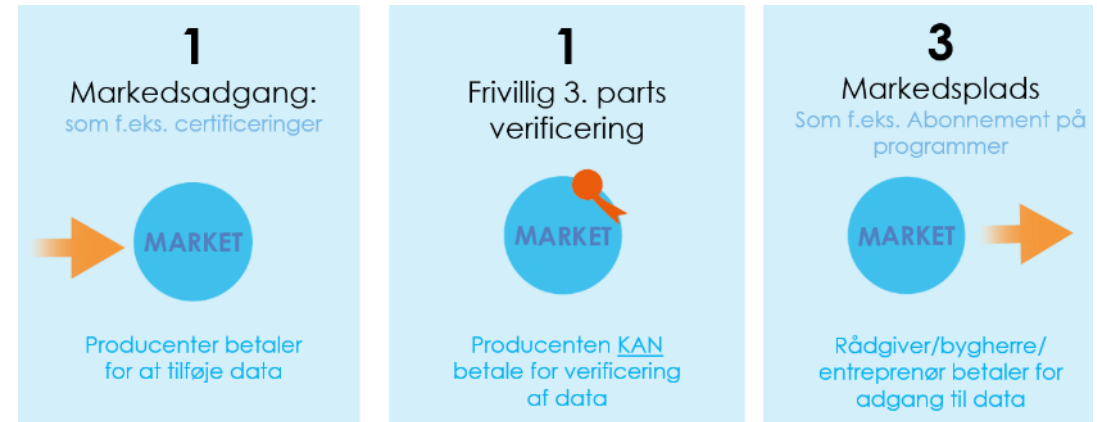 1
Markedsadgang:
som f.eks. certificeringer
MARKET
Producenter betaler
for at tilføje data
1
Frivillig 3. parts
verificering
MARKET
Producenten KAN
betale for verificering
af data
3
Markedsplads
Som f.eks. Abonnement på
programmer
MARKET
Rådgiver/bygherre/
entreprenør betaler for
adgang til data